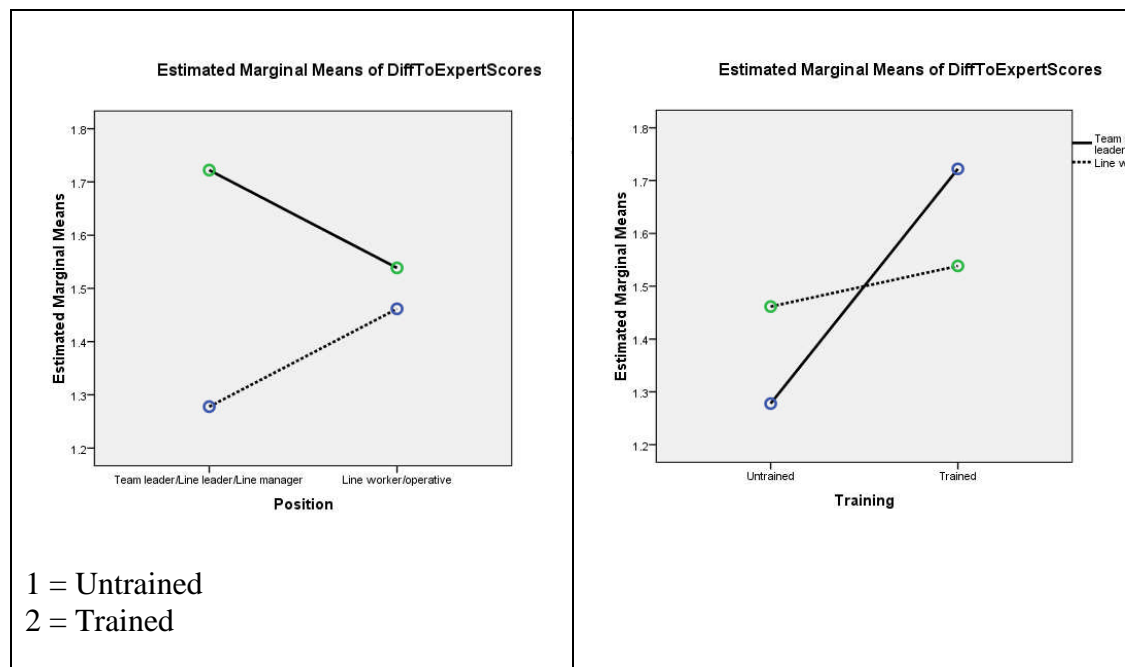 Estimated Marginal Means of DiffToExpertScores
Estimated Marginal Means
1.8
1.7
1.6
1.5
1.4
1.3
1.2
Team leader/Line leader/Line manager
Line worker/operative
Position
1 = Untrained
2 = Trained
Estimated Marginal Means of DiffToExpertScores
Estimated Marginal Means
1.8
1.7
1.6
1.5
1.4
1.3
1.2
Untrained
Trained
Training
Team
leader
Line